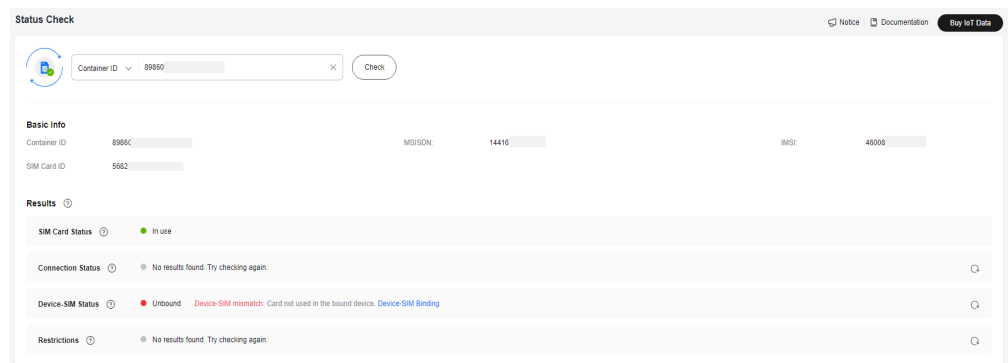 Status Check
Notice Documentation Buy IoT Data
Container ID 89860 Check
Basic Info
Container ID 89860 MSISDN: 14416 IMSI: 46008
SIM Card ID 5682
Results
SIM Card Status In use
Connection Status No results found. Try checking again.
Device-SIM Status Unbound Device-SIM mismatch: Card not used in the bound device. Device-SIM Binding
Restrictions No results found. Try checking again.